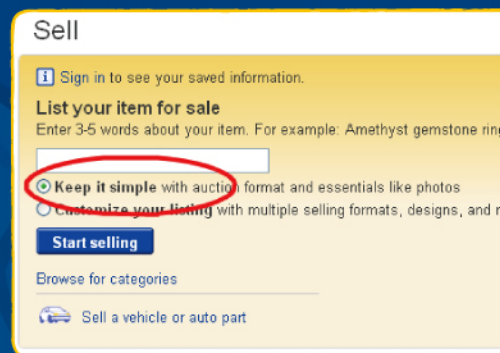 Sell
i Sign in to see your saved information.
List your item for sale
Enter 3-5 words about your item. For example: Amethyst gemstone ring
Keep it simple with auction format and essentials like photos
Customize your listing with multiple selling formats, designs, and
Start selling
Browse for categories
Sell a vehicle or auto part